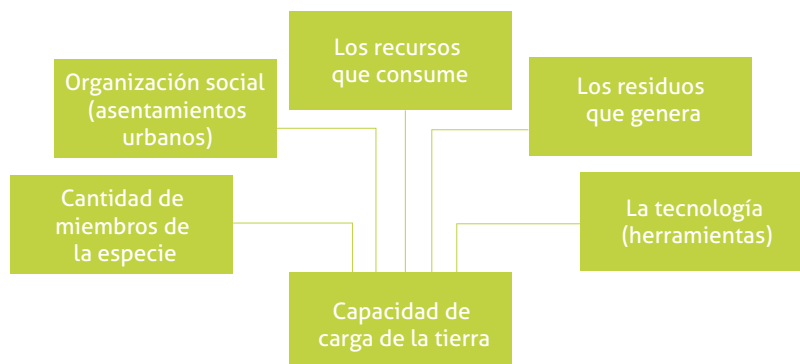 Los recursos
que consume
Organización social
(asentamientos
urbanos)
Los residuos
que genera
Cantidad de
miembros de
la especie
La tecnología
(herramientas)
Capacidad de
carga de la tierra